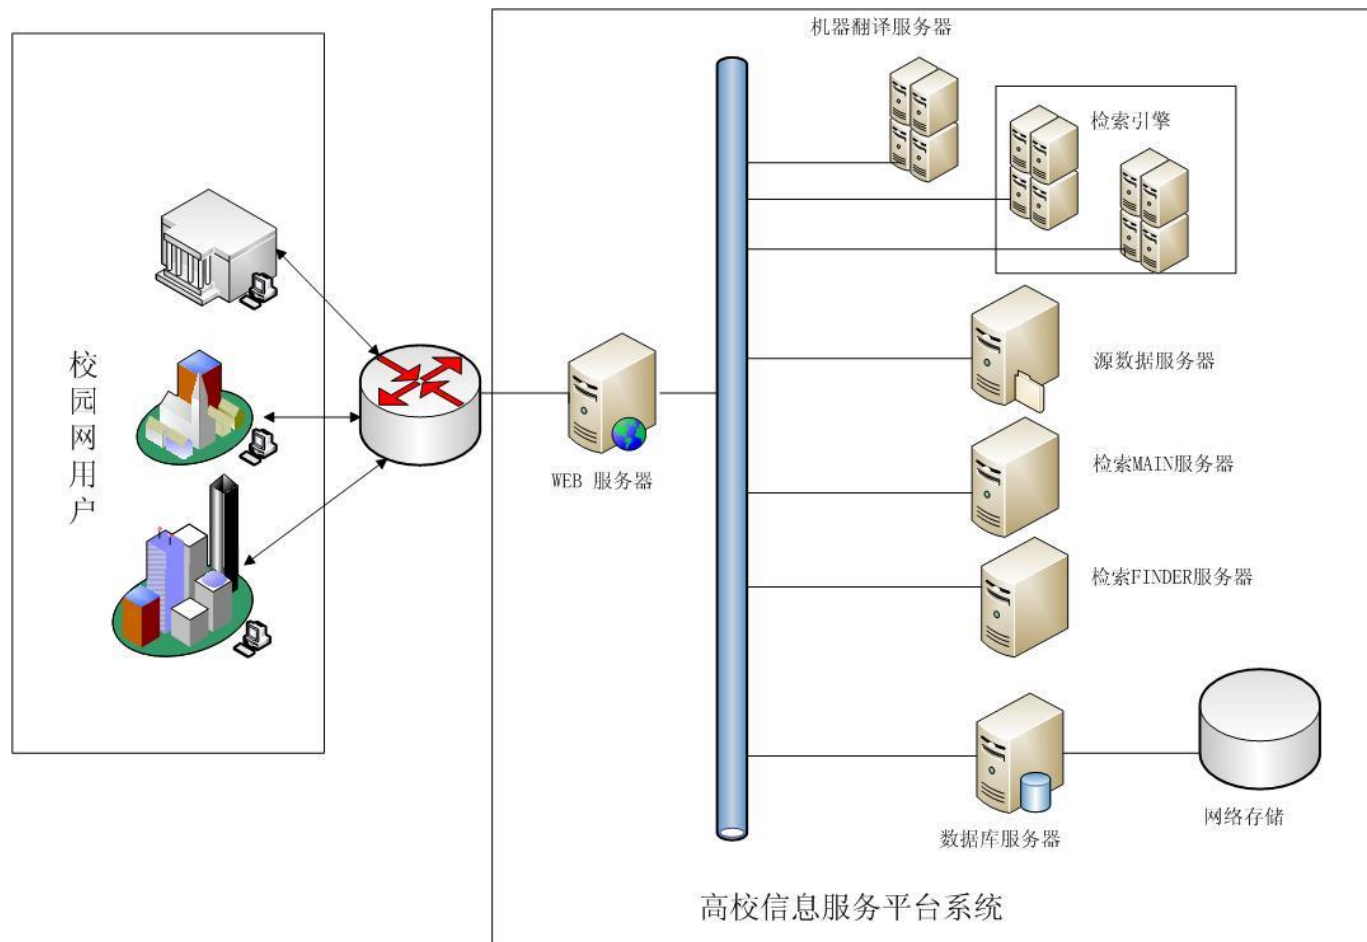 机器翻译服务器
检索引擎
校园网用户
源数据服务器
WEB 服务器
检索MAIN服务器
检索FINDER服务器
数据库服务器
网络存储
高校信息服务平台系统